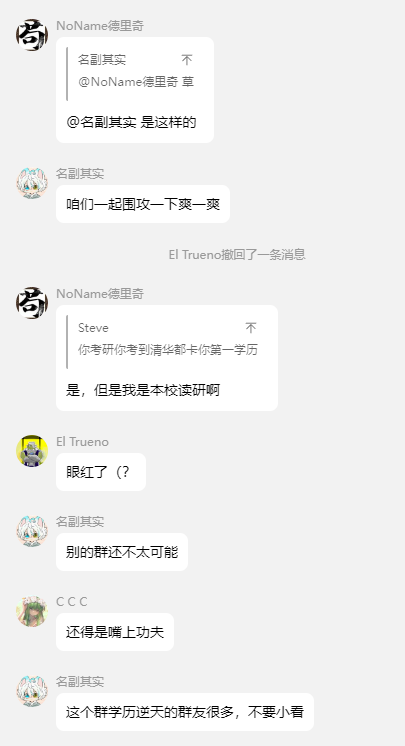 NoName德里奇
名副其实
@NoName德里奇 草
@名副其实 是这样的
名副其实
咱们一起围攻一下爽一爽
El Trueno撤回了一条消息
NoName德里奇
Steve
你考研你考到清华都卡你第一学历
是，但是我是本校读研啊
El Trueno
眼红了（?
名副其实
别的群还不太可能
C C C
还得是嘴上功夫
名副其实
这个群学历逆天的群友很多，不要小看